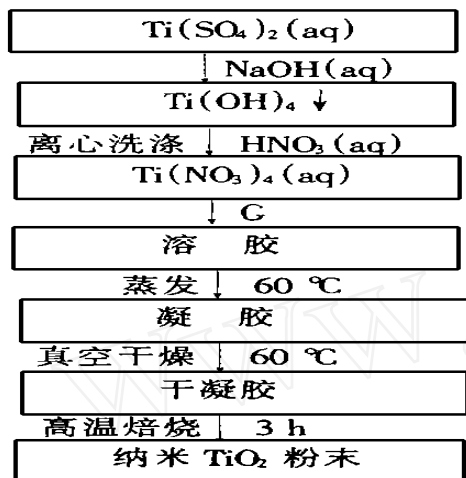 Ti(SO₄)₂(aq)
↓ NaOH(aq)
Ti(OH)₄ ↓
离心洗涤 ↓ HNO₃(aq)
Ti(NO₃)₄(aq)
↓ G
溶 胶
蒸发 ↓ 60 ℃
凝 胶
真空干燥 ↓ 60 ℃
干凝胶
高温焙烧 ↓ 3 h
纳米 TiO₂ 粉末
WWW